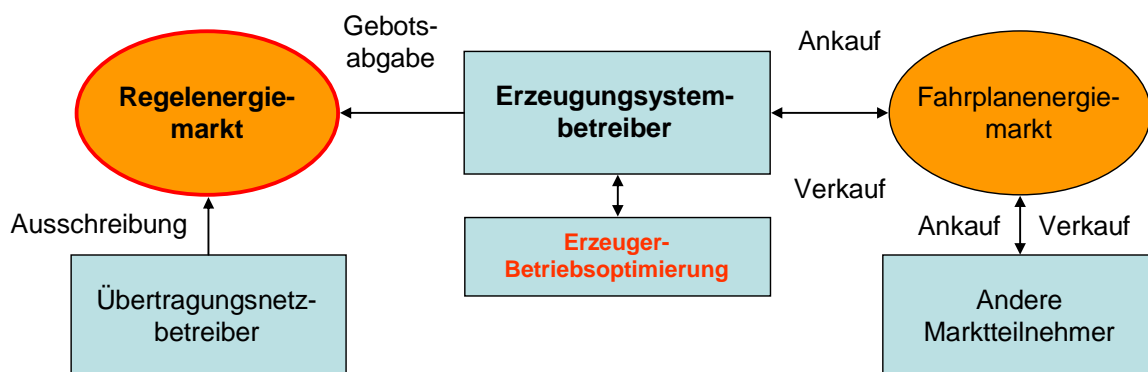 Gebots-
abgabe
Ankauf
Regelenergie-
markt
Erzeugungsystem-
betreiber
Fahrplanenergie-
markt
Verkauf
Ausschreibung
Erzeuger-
Betriebsoptimierung
Ankauf
Verkauf
Übertragungsnetz-
betreiber
Andere
Marktteilnehmer